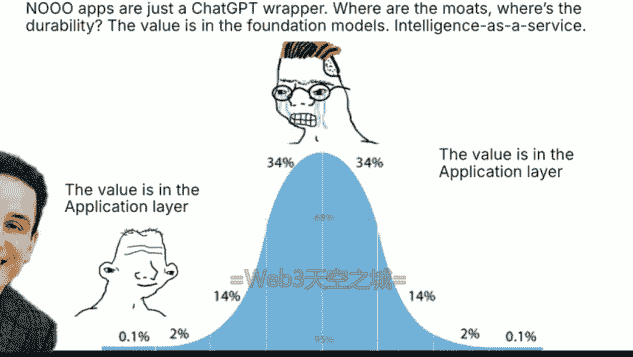 NOOO apps are just a ChatGPT wrapper. Where are the moats, where's the
durability? The value is in the foundation models. Intelligence-as-a-service.
34%
34%
The value is in the
Application layer
The value is in the
Application layer
68%
=Web3天空之城=
14%
14%
0.1%
2%
95%
2%
0.1%